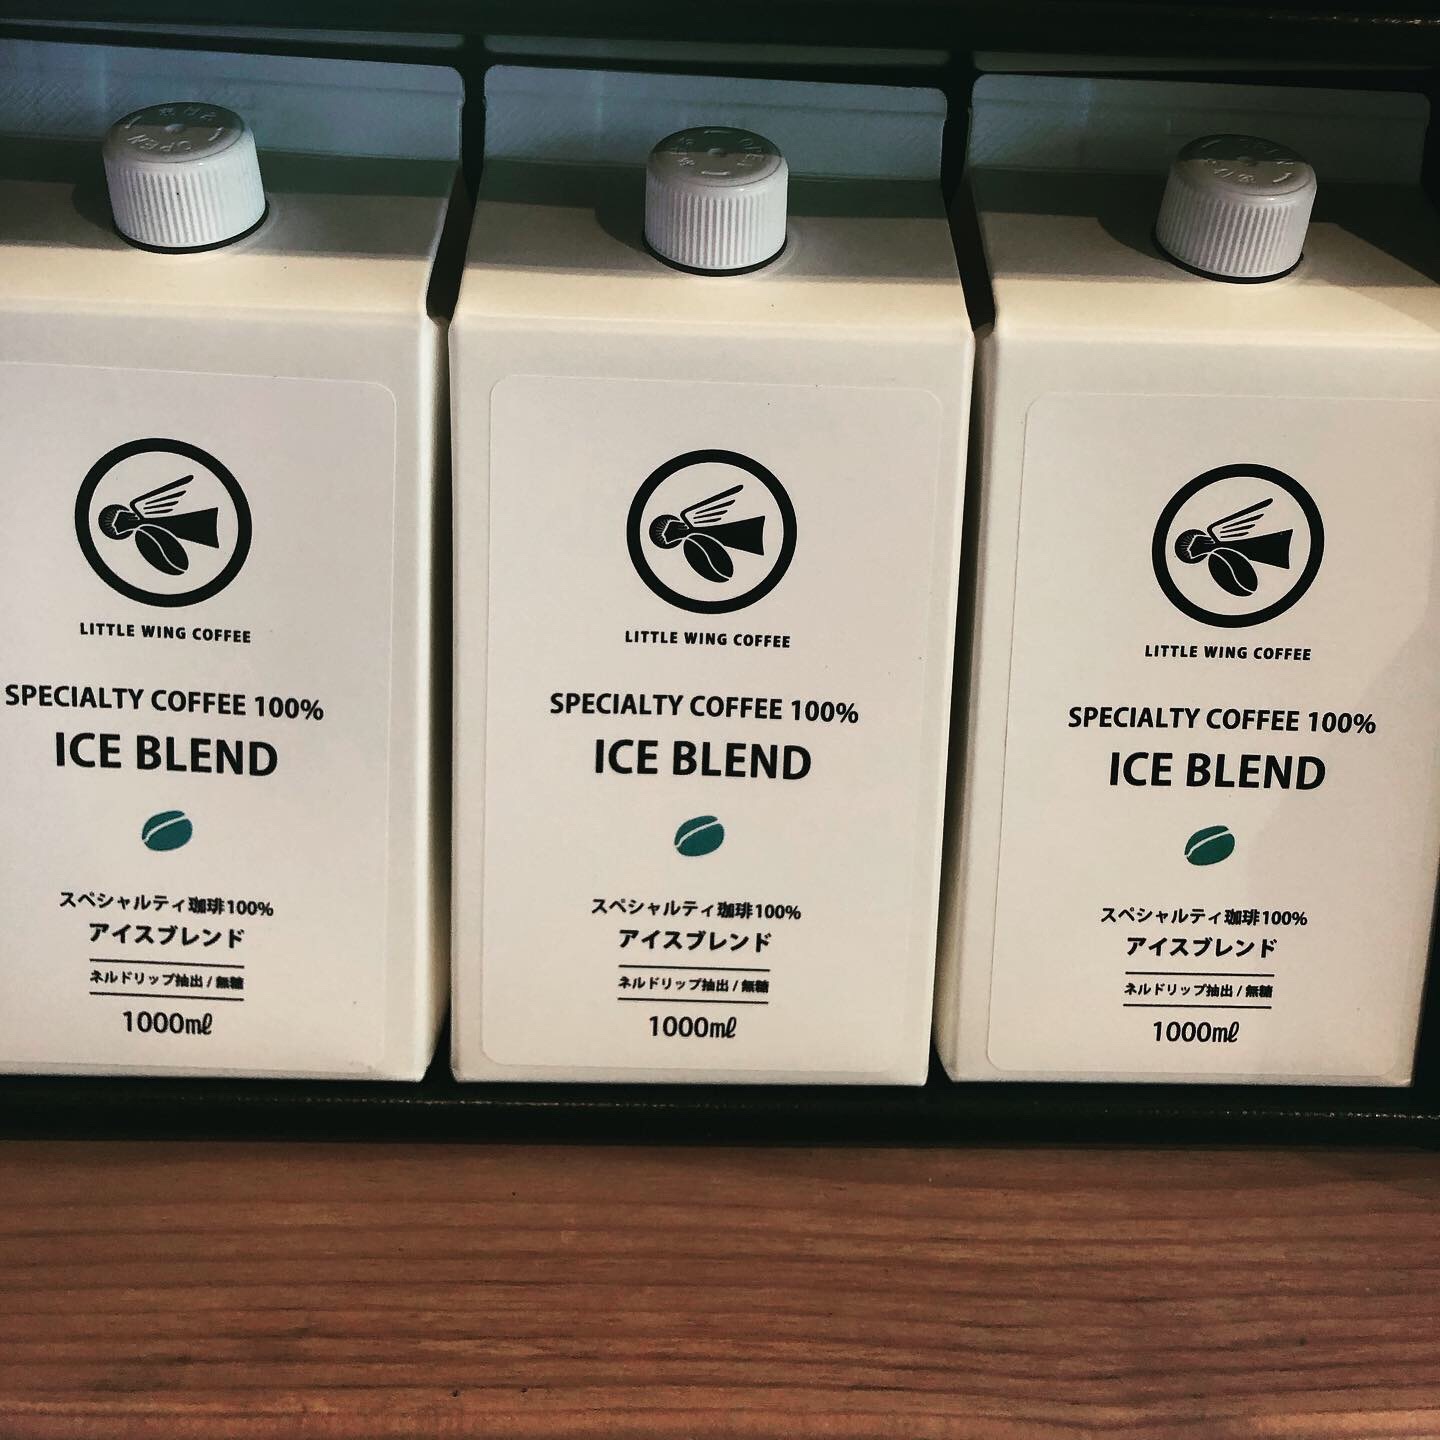 OPEN
あけ口
OPEN
OPEN
LITTLE WING COFFEE
SPECIALTY COFFEE 100%
ICE BLEND
スペシャルティ珈琲100%
アイスブレンド
ネルドリップ抽出 / 無糖
1000㎖
LITTLE WING COFFEE
SPECIALTY COFFEE 100%
ICE BLEND
スペシャルティ珈琲100%
アイスブレンド
ネルドリップ抽出 / 無糖
1000㎖
LITTLE WING COFFEE
SPECIALTY COFFEE 100%
ICE BLEND
スペシャルティ珈琲100%
アイスブレンド
ネルドリップ抽出 / 無糖
1000㎖